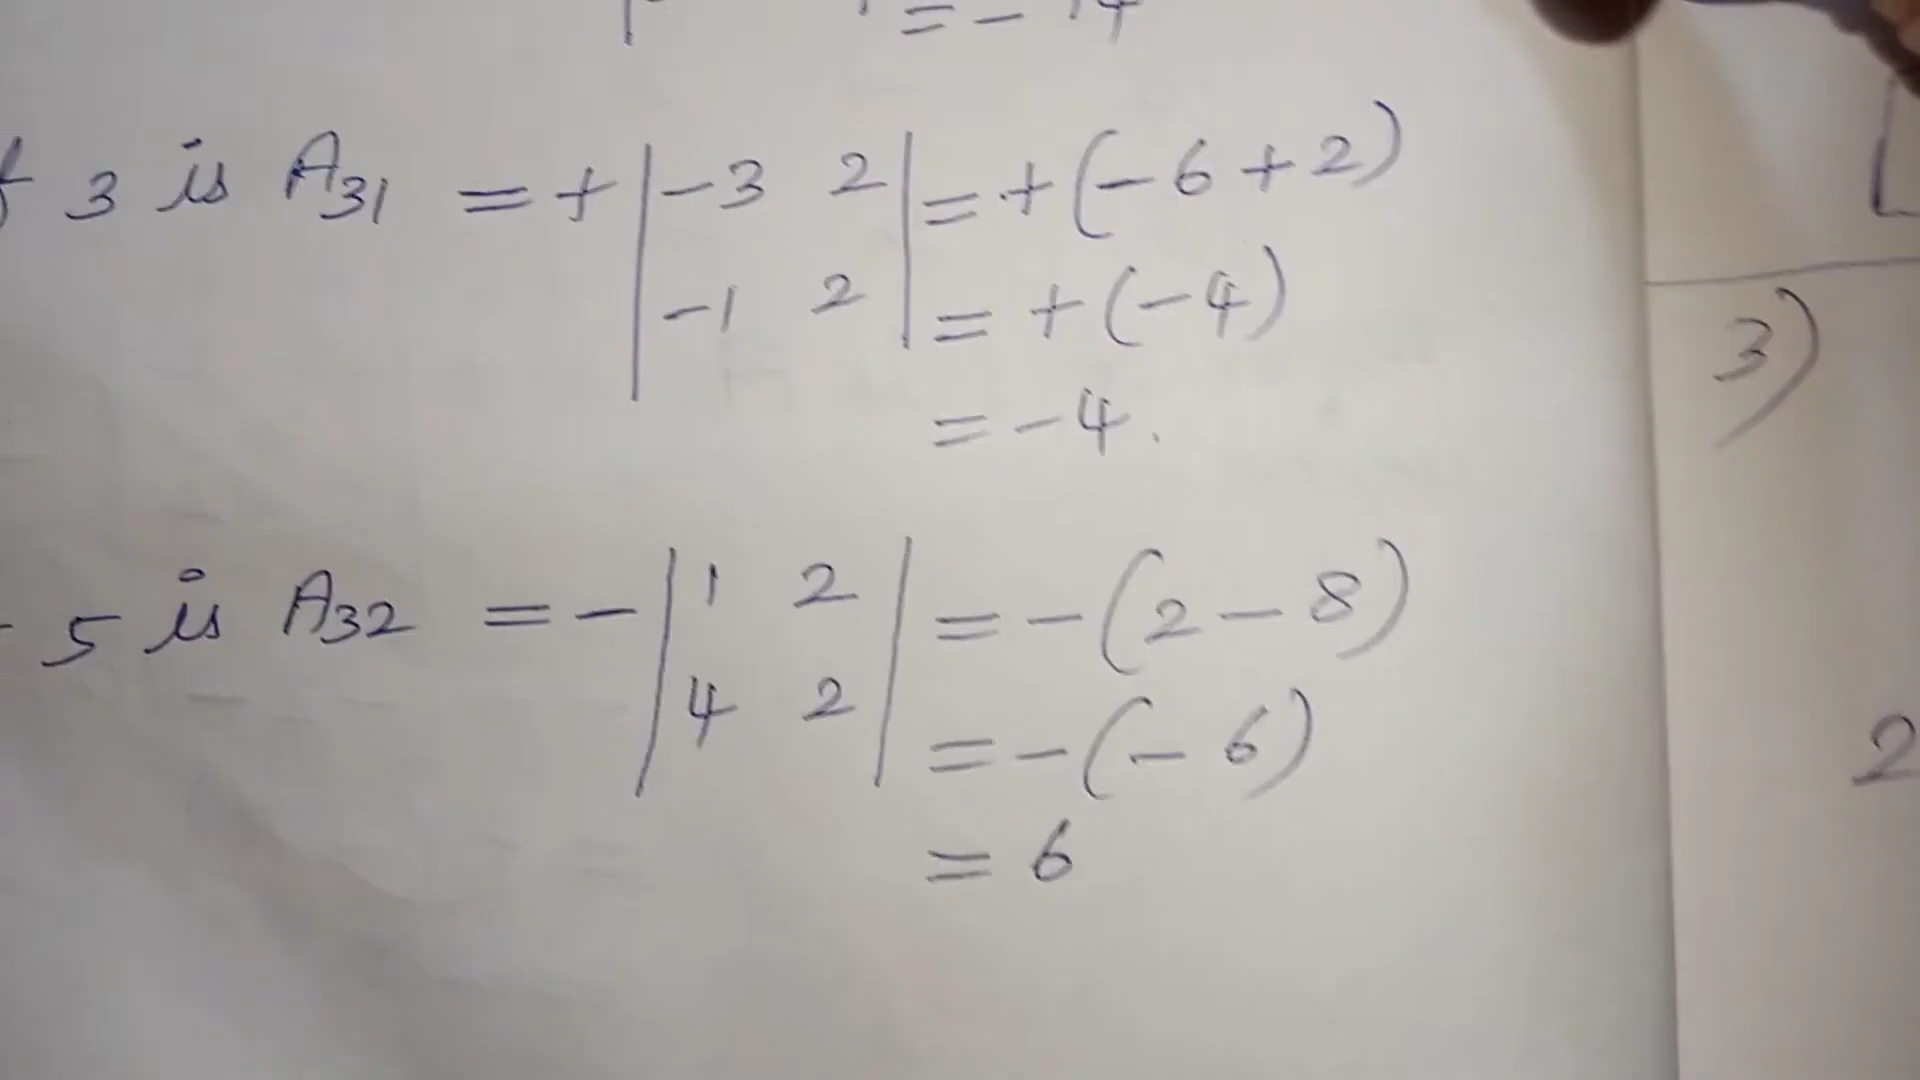 = - 14
3 is A31 = + | -3 2 | = + (-6 + 2)
| -1 2 | = + (-4)
= -4.
5 is A32 = - | 1 2 | = - (2 - 8)
| 4 2 | = - (-6)
= 6
3)
2